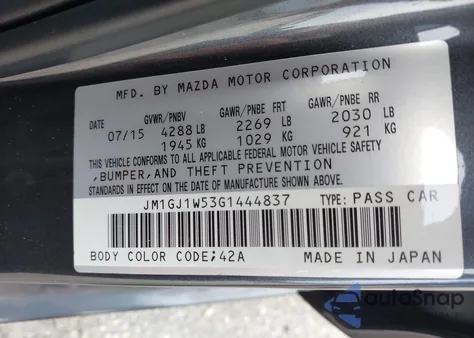 MFD. BY MAZDA MOTOR CORPORATION
DATE GVWR/PNBV GAWR/PNBE FRT GAWR/PNBE RR
07/15 4288 LB 2269 LB 2030 LB
1945 KG 1029 KG 921 KG
THIS VEHICLE CONFORMS TO ALL APPLICABLE FEDERAL MOTOR VEHICLE SAFETY
,BUMPER,AND THEFT PREVENTION
STANDARDS IN EFFECT ON THE DATE OF MANUFACTURE SHOWN ABOVE.
JM1GJ1W53G1444837 TYPE: PASS CAR
BODY COLOR CODE;42A MADE IN JAPAN
autoSnap